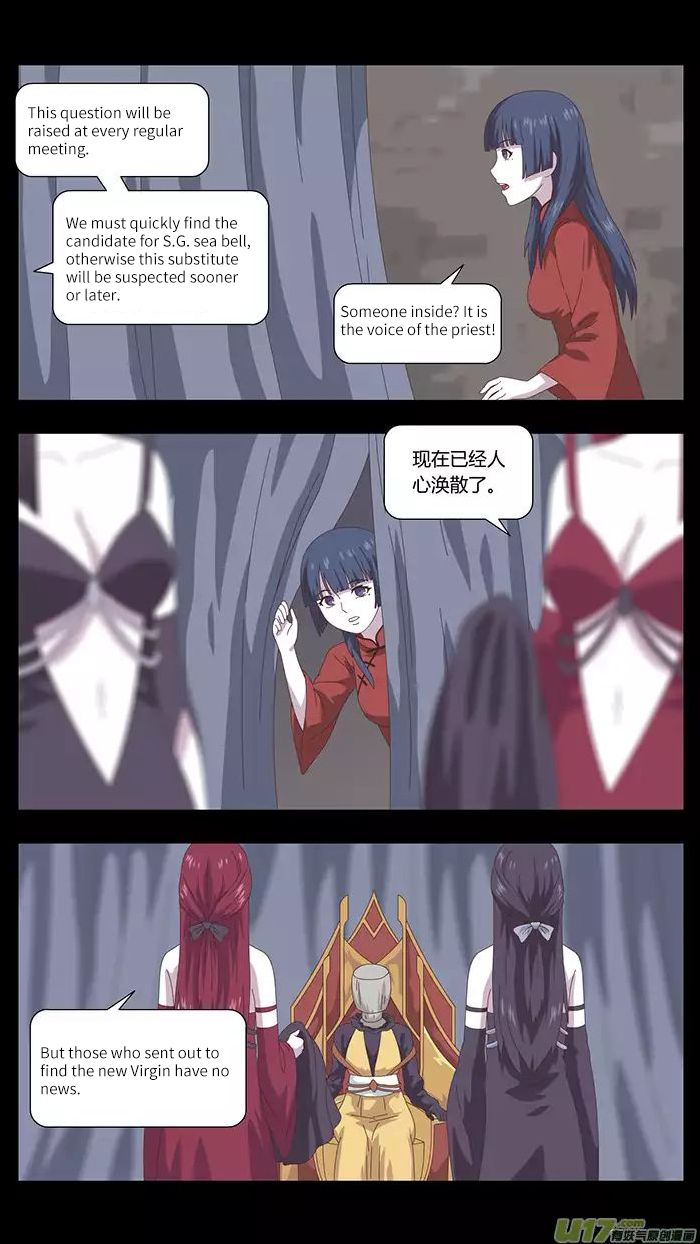 This question will be
raised at every regular
meeting.
We must quickly find the
candidate for S.G. sea bell,
otherwise this substitute
will be suspected sooner
or later.
Someone inside? It is
the voice of the priest!
现在已经人
心涣散了。
But those who sent out to
find the new Virgin have no
news.
U17.com
有妖气原创漫画